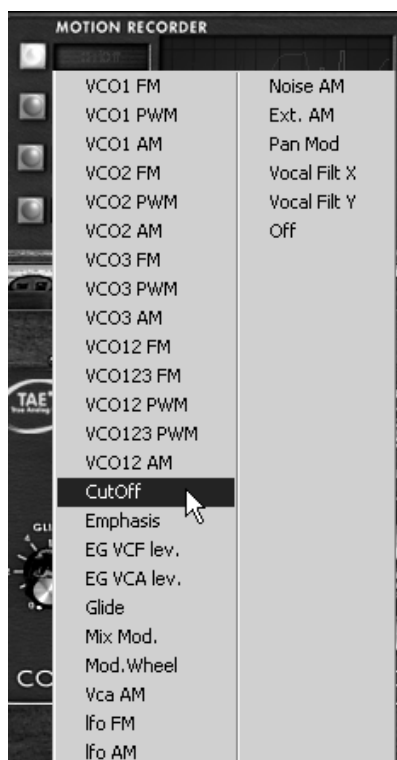 MOTION RECORDER
VCO1 FM
VCO1 PWM
VCO1 AM
VCO2 FM
VCO2 PWM
VCO2 AM
VCO3 FM
VCO3 PWM
VCO3 AM
VCO12 FM
VCO123 FM
VCO12 PWM
VCO123 PWM
VCO12 AM
CutOff
Emphasis
EG VCF lev.
EG VCA lev.
Glide
Mix Mod.
Mod.Wheel
Vca AM
lfo FM
lfo AM
Noise AM
Ext. AM
Pan Mod
Vocal Filt X
Vocal Filt Y
Off
TAE
GLI
CO